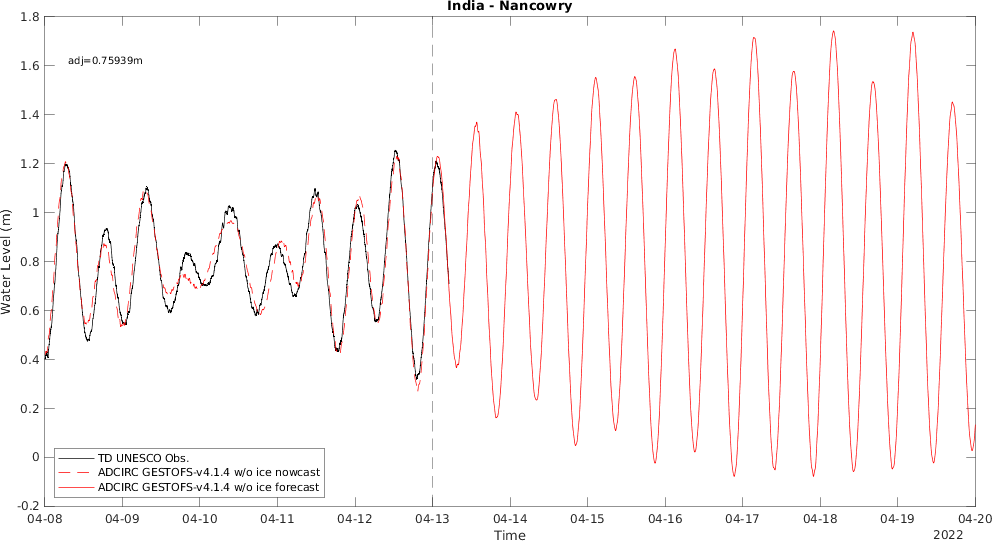 India - Nancowry
adj=0.75939m
1.8
1.6
1.4
1.2
1
0.8
0.6
0.4
0.2
0
-0.2
Water Level (m)
TD UNESCO Obs.
ADCIRC GESTOFS-v4.1.4 w/o ice nowcast
ADCIRC GESTOFS-v4.1.4 w/o ice forecast
04-08 04-09 04-10 04-11 04-12 04-13 04-14 04-15 04-16 04-17 04-18 04-19 04-20
Time
2022